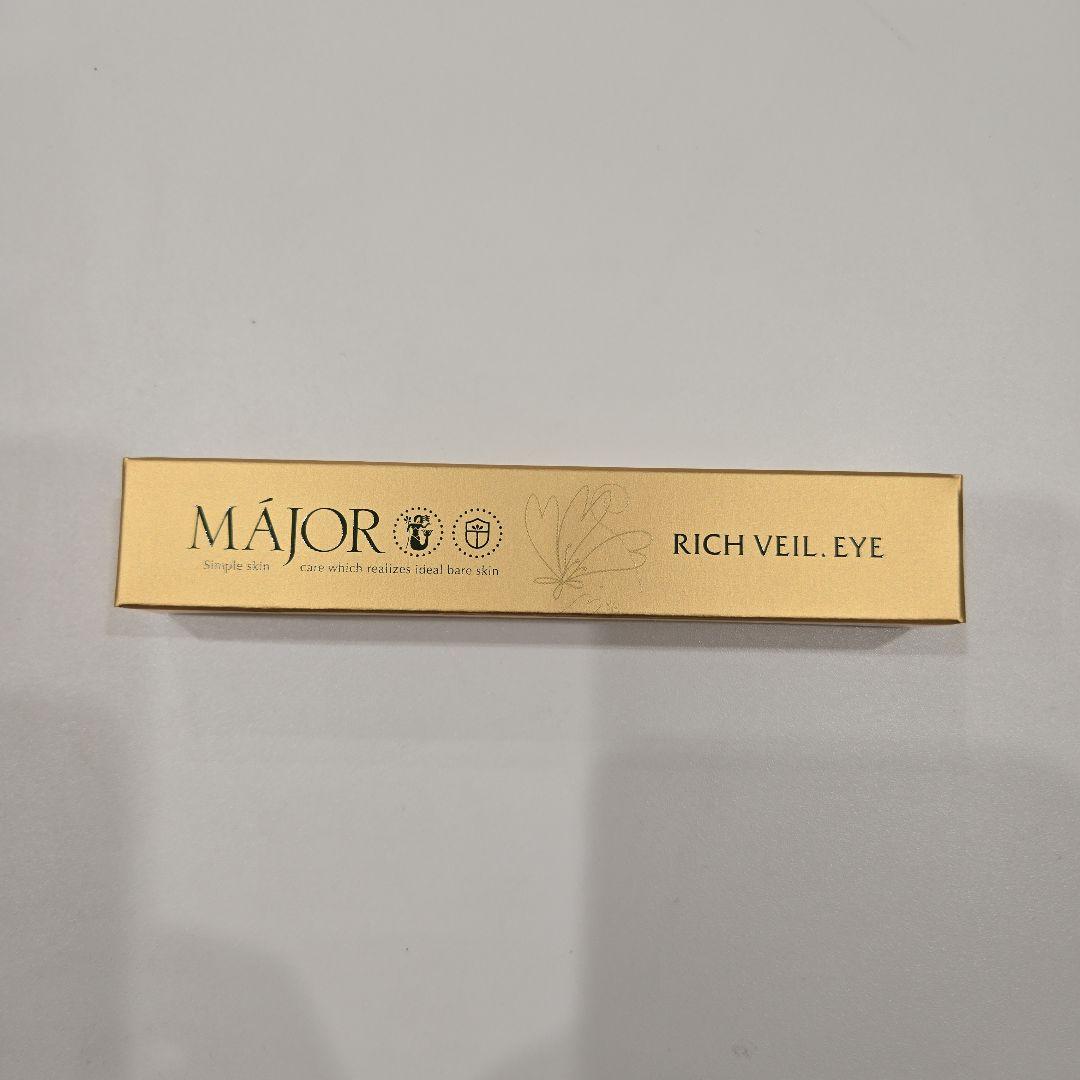 MÁJOR
Simple skin care which realizes ideal bare skin
RICH VEIL. EYE